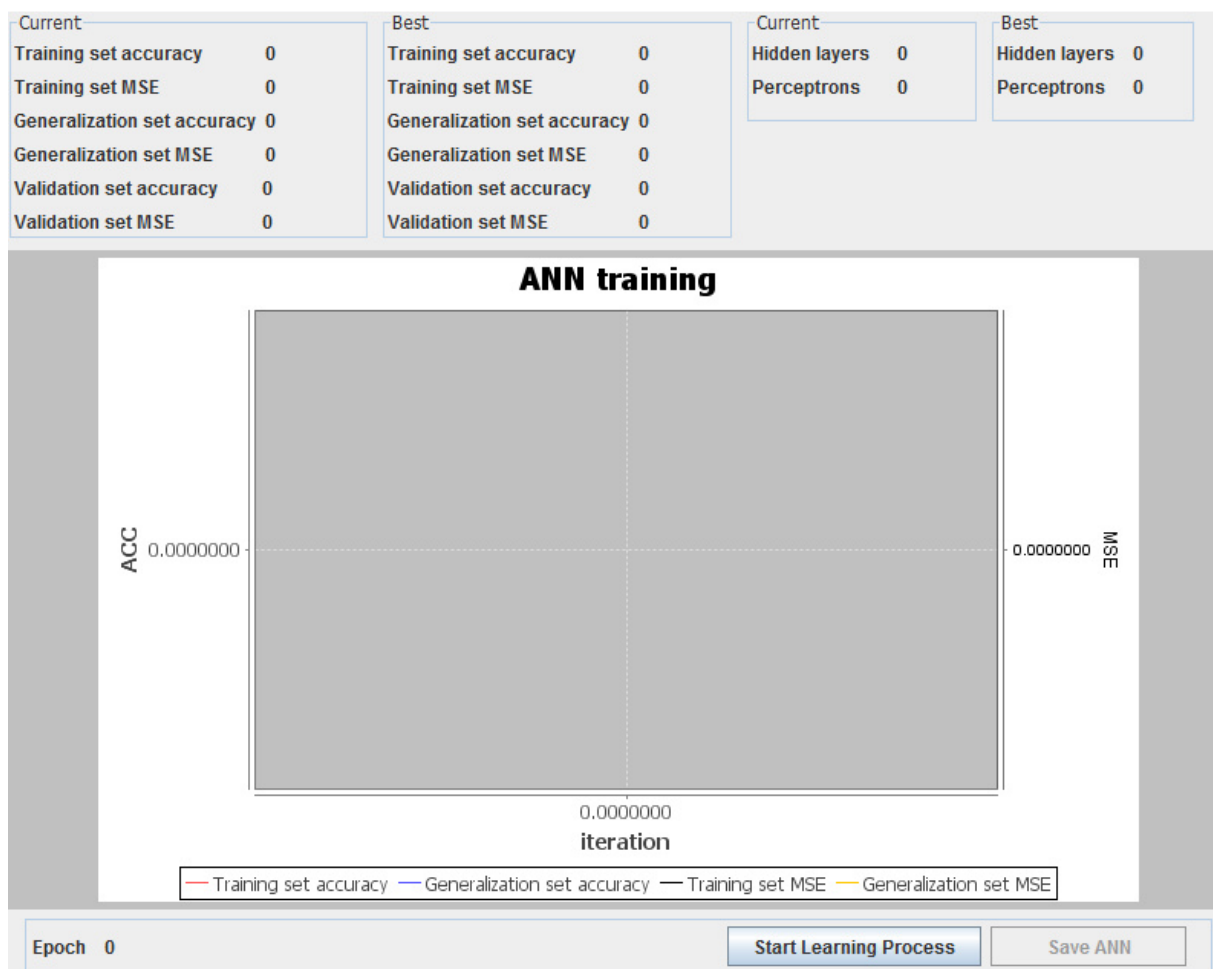 Current Best Current Best
Training set accuracy 0 Training set accuracy 0 Hidden layers 0 Hidden layers 0
Training set MSE 0 Training set MSE 0 Perceptrons 0 Perceptrons 0
Generalization set accuracy 0 Generalization set accuracy 0
Generalization set MSE 0 Generalization set MSE 0
Validation set accuracy 0 Validation set accuracy 0
Validation set MSE 0 Validation set MSE 0
ANN training
ACC 0.0000000 0.0000000 MSE
0.0000000
iteration
Training set accuracy Generalization set accuracy Training set MSE Generalization set MSE
Epoch 0 Start Learning Process Save ANN